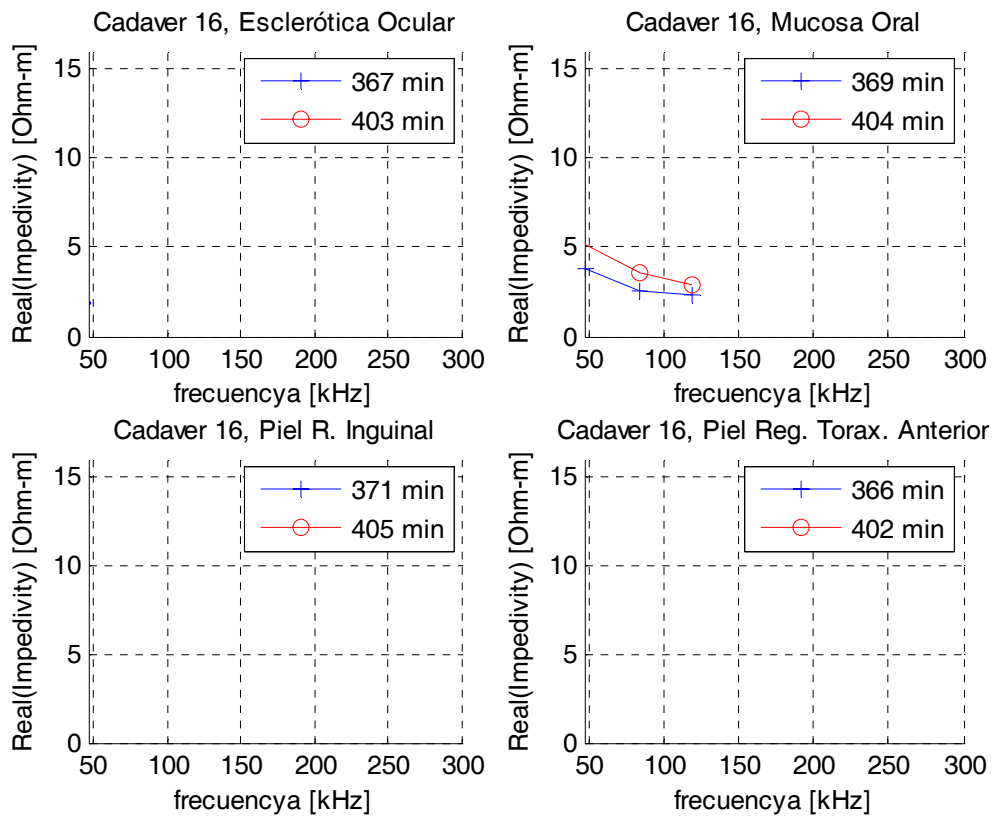 Cadaver 16, Esclerótica Ocular
Real(Impedivity) [Ohm-m]
15
10
5
0
367 min
403 min
50 100 150 200 250 300
frecuencya [kHz]
Cadaver 16, Mucosa Oral
Real(Impedivity) [Ohm-m]
15
10
5
0
369 min
404 min
50 100 150 200 250 300
frecuencya [kHz]
Cadaver 16, Piel R. Inguinal
Real(Impedivity) [Ohm-m]
15
10
5
0
371 min
405 min
50 100 150 200 250 300
frecuencya [kHz]
Cadaver 16, Piel Reg. Torax. Anterior
Real(Impedivity) [Ohm-m]
15
10
5
0
366 min
402 min
50 100 150 200 250 300
frecuencya [kHz]